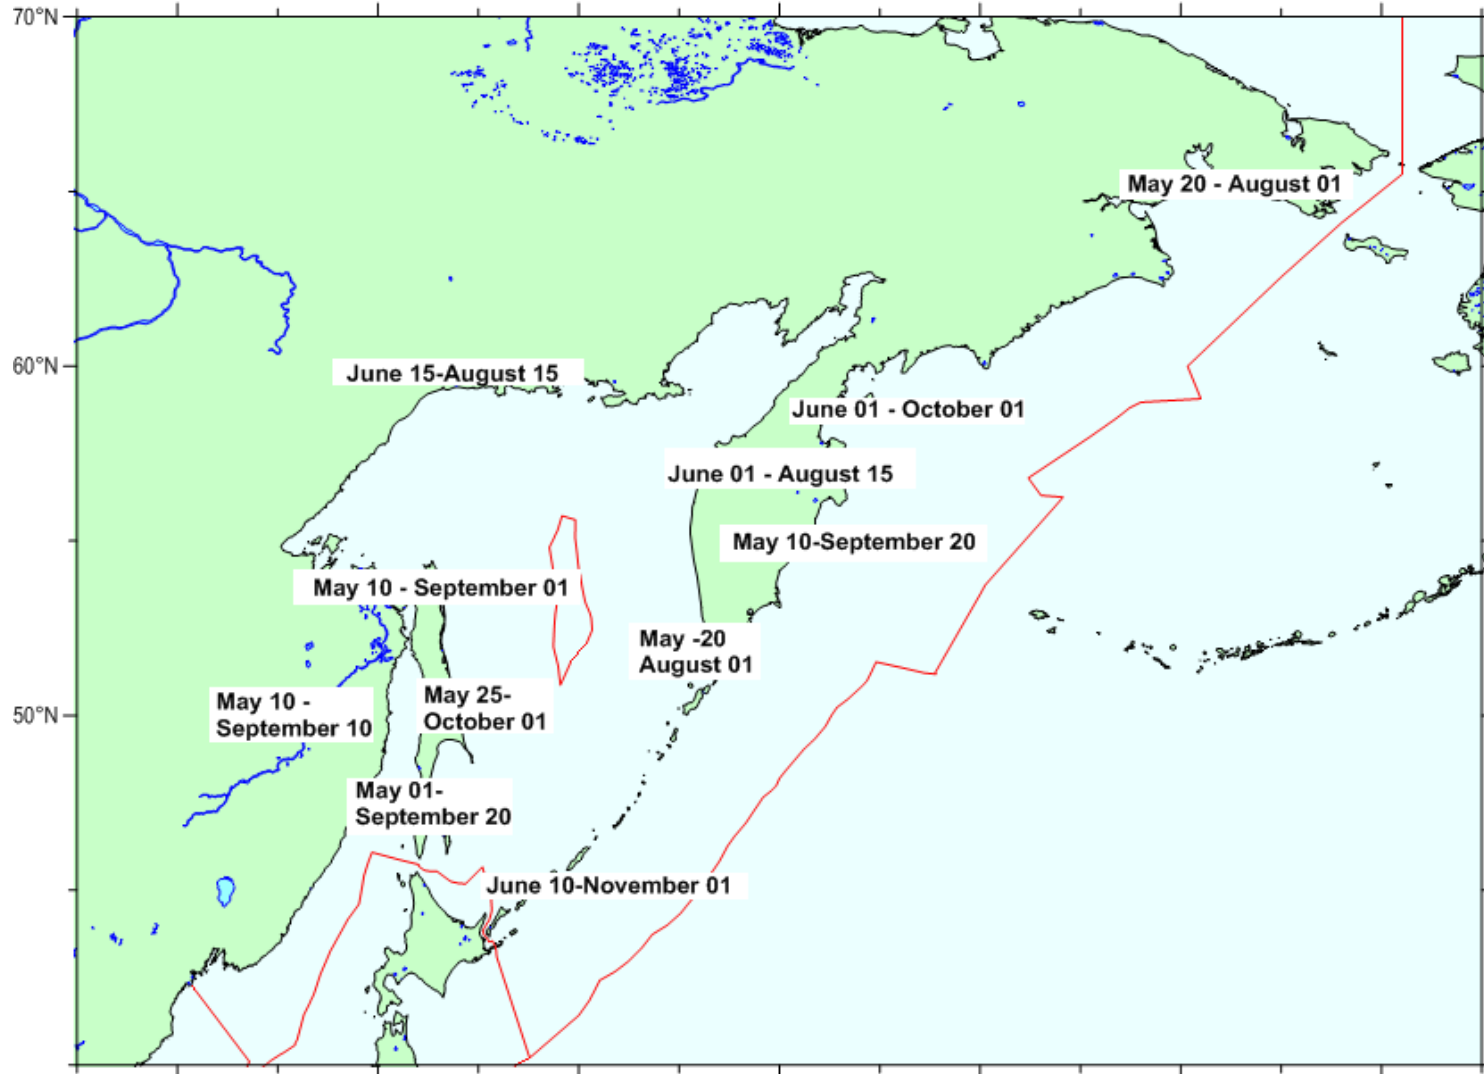 70°N
May 20 - August 01
60°N
June 15-August 15
June 01 - October 01
June 01 - August 15
May 10-September 20
May 10 - September 01
May -20
August 01
May 10 -
September 10
May 25-
October 01
50°N
May 01-
September 20
June 10-November 01